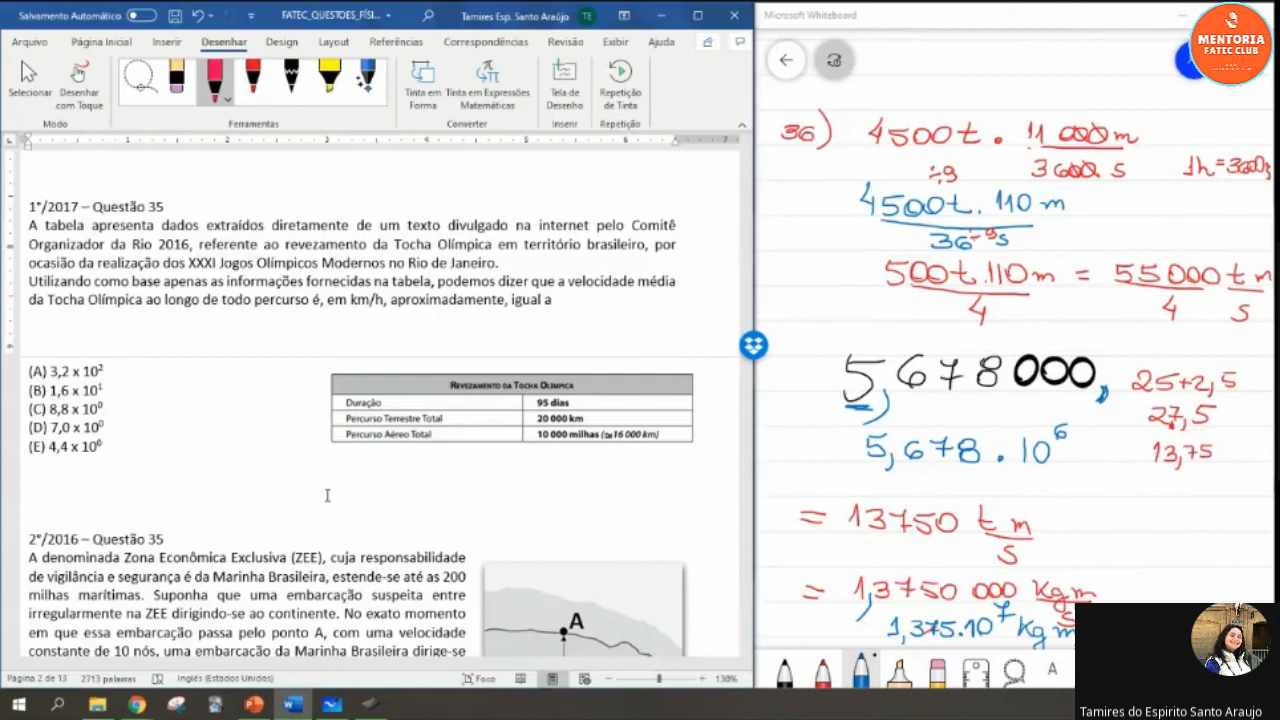 Salvamento Automático
FATEC_QUESTOES_FÍSI...
Tamires Esp. Santo Araújo
TE
Arquivo
Página Inicial
Inserir
Desenhar
Design
Layout
Referências
Correspondências
Revisão
Exibir
Ajuda
Selecionar
Desenhar com Toque
Tinta em Forma
Tinta em Expressões Matemáticas
Tela de Desenho
Repetição de Tinta
Modo
Ferramentas
Converter
Inserir
Repetição
1°/2017 – Questão 35
A tabela apresenta dados extraídos diretamente de um texto divulgado na internet pelo Comitê
Organizador da Rio 2016, referente ao revezamento da Tocha Olímpica em território brasileiro, por
ocasião da realização dos XXXI Jogos Olímpicos Modernos no Rio de Janeiro.
Utilizando como base apenas as informações fornecidas na tabela, podemos dizer que a velocidade média
da Tocha Olímpica ao longo de todo percurso é, em km/h, aproximadamente, igual a
(A) 3,2 x 10²
(B) 1,6 x 10¹
(C) 8,8 x 10⁰
(D) 7,0 x 10⁰
(E) 4,4 x 10⁰
REVEZAMENTO DA TOCHA OLÍMPICA
Duração 95 dias
Percurso Terrestre Total 20 000 km
Percurso Aéreo Total 10 000 milhas (≅16 000 km)
2°/2016 – Questão 35
A denominada Zona Econômica Exclusiva (ZEE), cuja responsabilidade
de vigilância e segurança é da Marinha Brasileira, estende-se até as 200
milhas marítimas. Suponha que uma embarcação suspeita entre
irregularmente na ZEE dirigindo-se ao continente. No exato momento
em que essa embarcação passa pelo ponto A, com uma velocidade
constante de 10 nós, uma embarcação da Marinha Brasileira dirige-se
A
Página 2 de 13
2713 palavras
Inglês (Estados Unidos)
Foco
130%
Microsoft Whiteboard
MENTORIA
FATEC CLUB
36) 4500t . 11 000m
3600 s
1h=3600s
÷9
4500t . 110 m
36 ÷9 s
500t.110m = 55000 t m
4 4 s
5,678000,
25+2,5
27,5
13,75
5,678 . 10⁶
= 13750 t m
s
= 1,3750 000 Kgm
1,375.10⁷ Kg m
Tamires do Espirito Santo Araujo